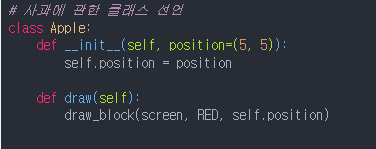 # 사과에 관한 클래스 선언
class Apple:
    def __init__(self, position=(5, 5)):
        self.position = position

    def draw(self):
        draw_block(screen, RED, self.position)